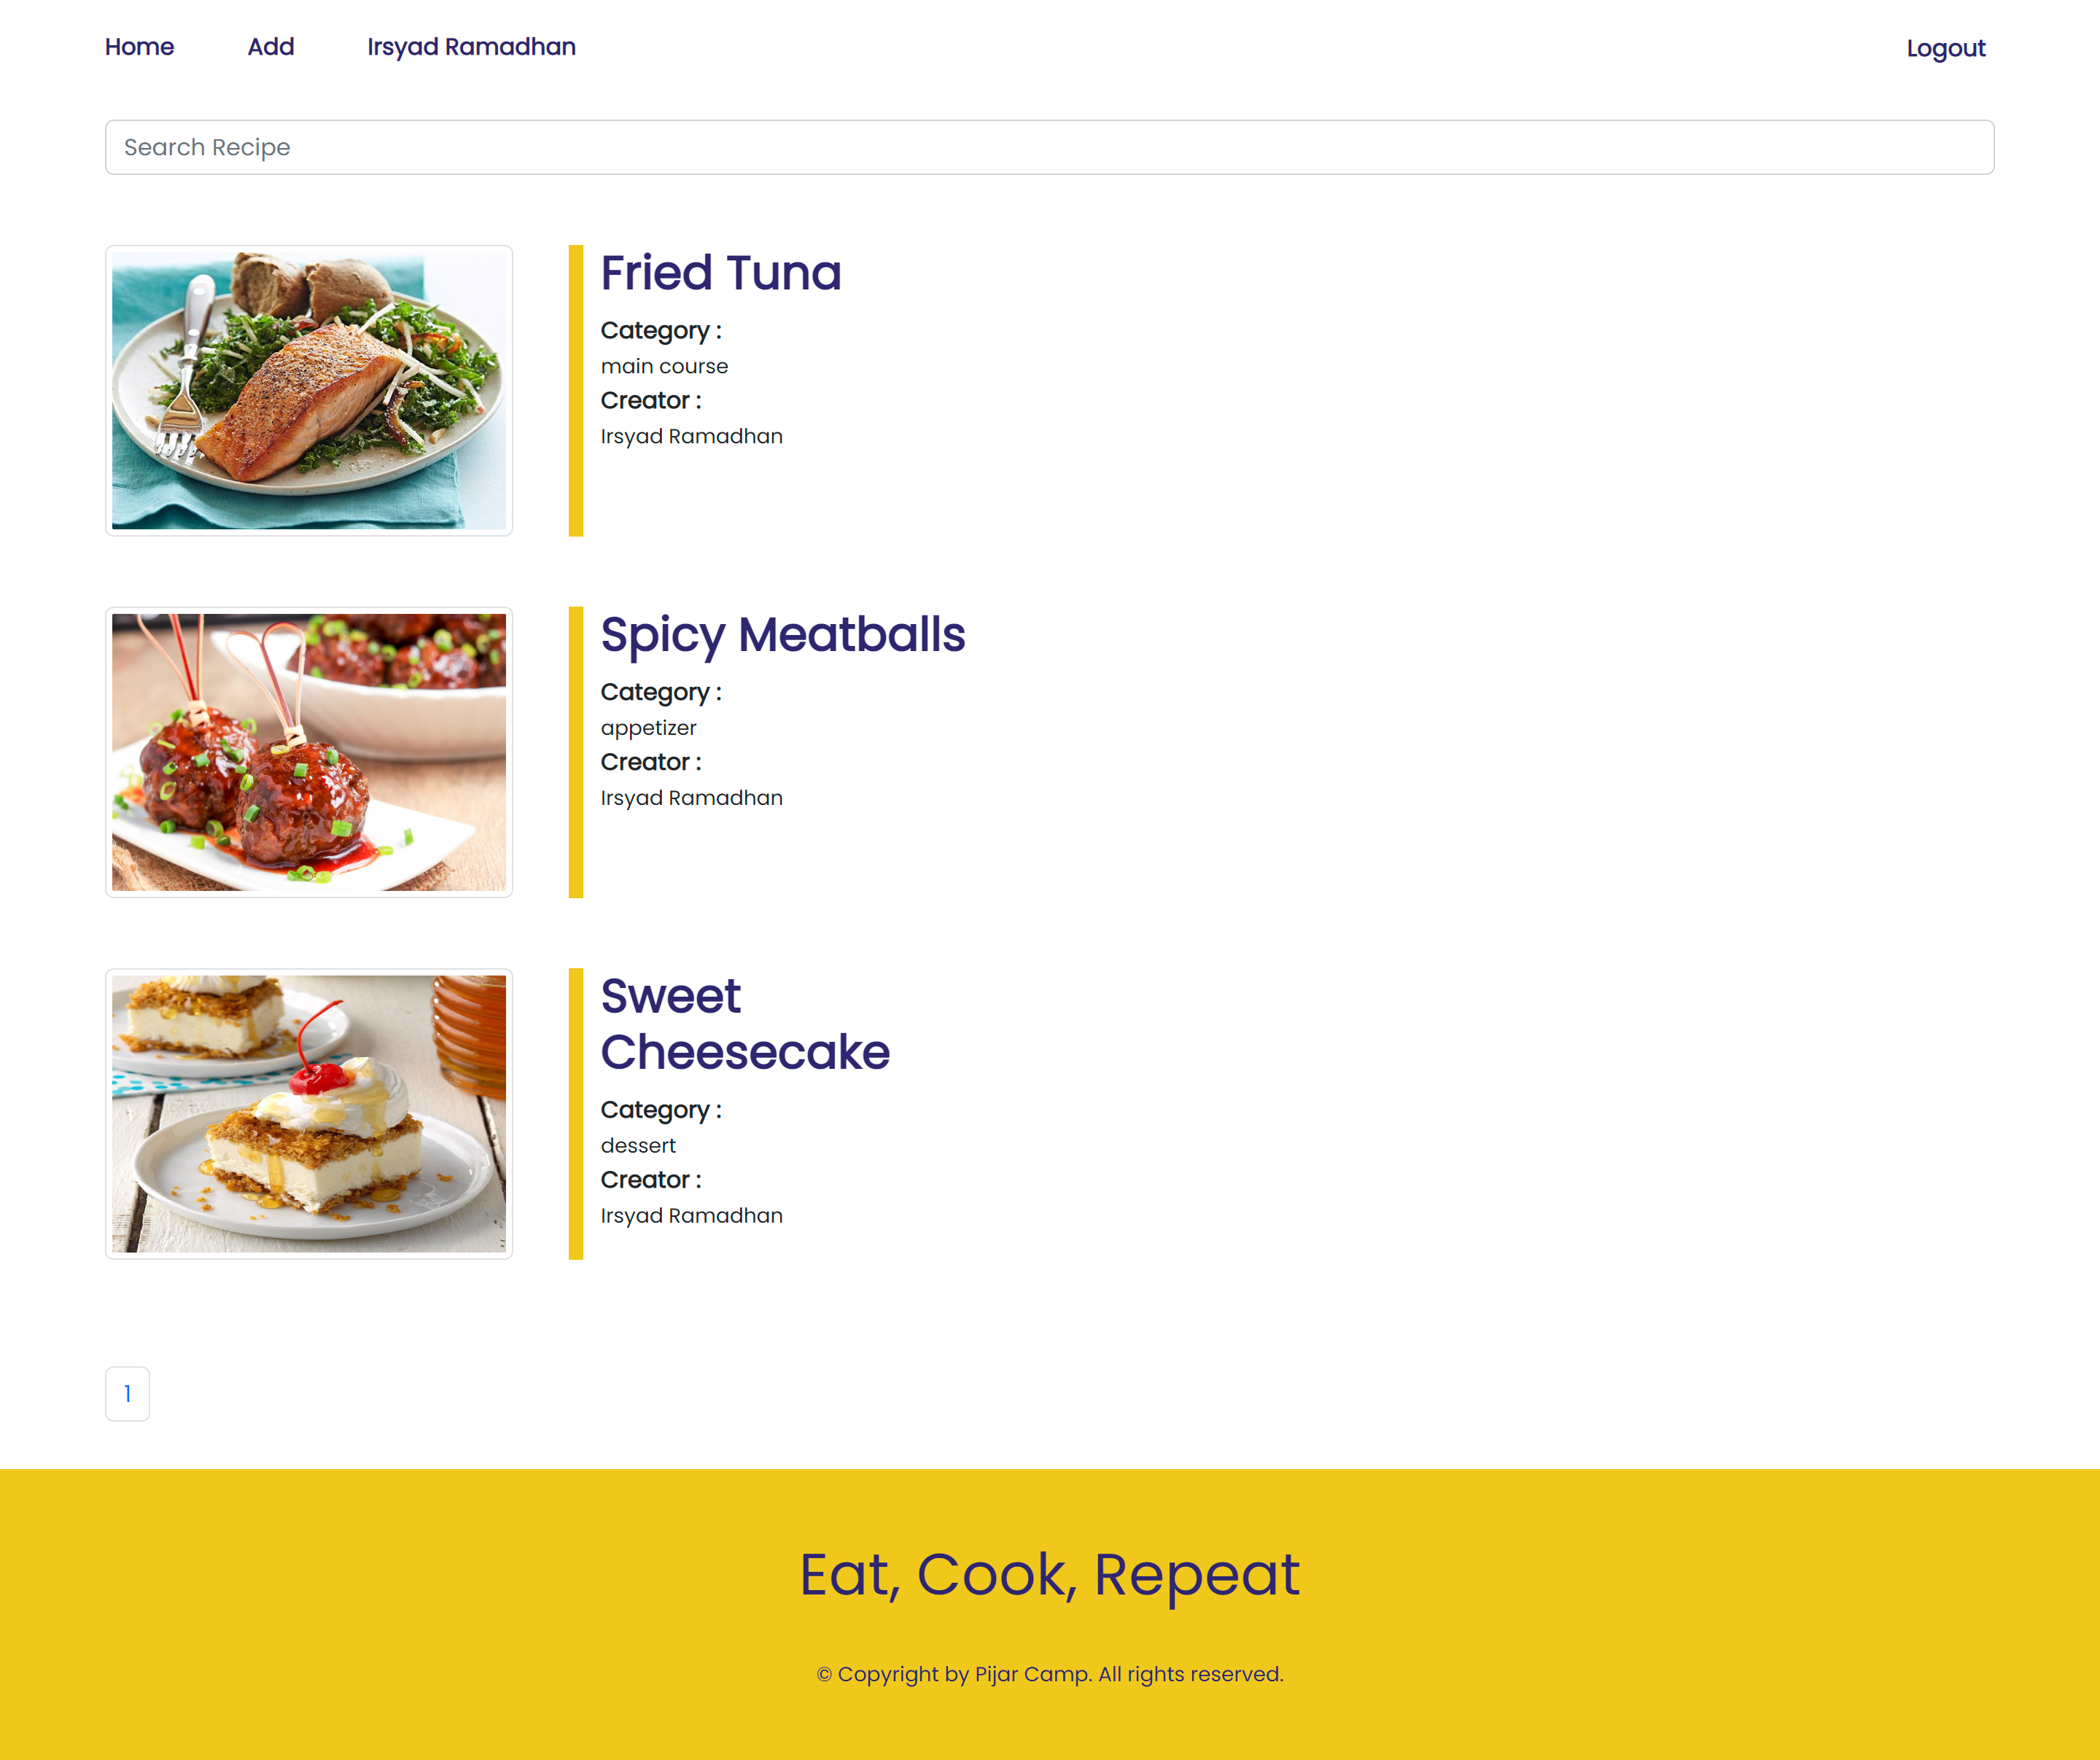 Home Add Irsyad Ramadhan Logout
Search Recipe
Fried Tuna
Category :
main course
Creator :
Irsyad Ramadhan
Spicy Meatballs
Category :
appetizer
Creator :
Irsyad Ramadhan
Sweet
Cheesecake
Category :
dessert
Creator :
Irsyad Ramadhan
1
Eat, Cook, Repeat
© Copyright by Pijar Camp. All rights reserved.